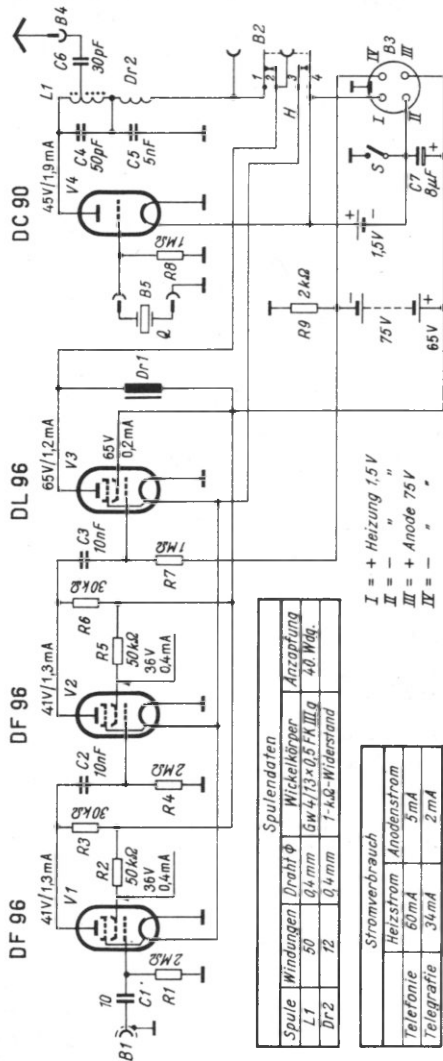 DF 96
DF 96
DL 96
DC 90
41V/1,3mA
41V/1,3mA
65V/1,2mA
45V/1,9mA
V1
V2
V3
V4
B1
10
C1
R1
2MΩ
R2
50kΩ
36V
0,4mA
R3
30kΩ
C2
10nF
R4
2MΩ
R5
50kΩ
36V
0,4mA
R6
30kΩ
C3
10nF
R7
1MΩ
65V
0,2mA
Dr1
Q
B5
R8
1MΩ
C4
50pF
C5
5nF
L1
Dr2
C6
30pF
B4
B2
1
2
3
4
H
1,5V
+
−
S
C7
8µF
+
I
II
III
IV
B3
R9
2kΩ
−
75V
65V
+
Spulendaten
Spule Windungen Draht Φ Wickelkörper Anzapfung
L1 50 0,4mm Gw 4/13×0,5 FK IIIg 40. Wdg.
Dr2 12 0,4mm 1-kΩ-Widerstand
Stromverbrauch
Heizstrom Anodenstrom
Telefonie 60mA 5mA
Telegrafie 34mA 2mA
I = + Heizung 1,5V
II = − " "
III = + Anode 75V
IV = − " "